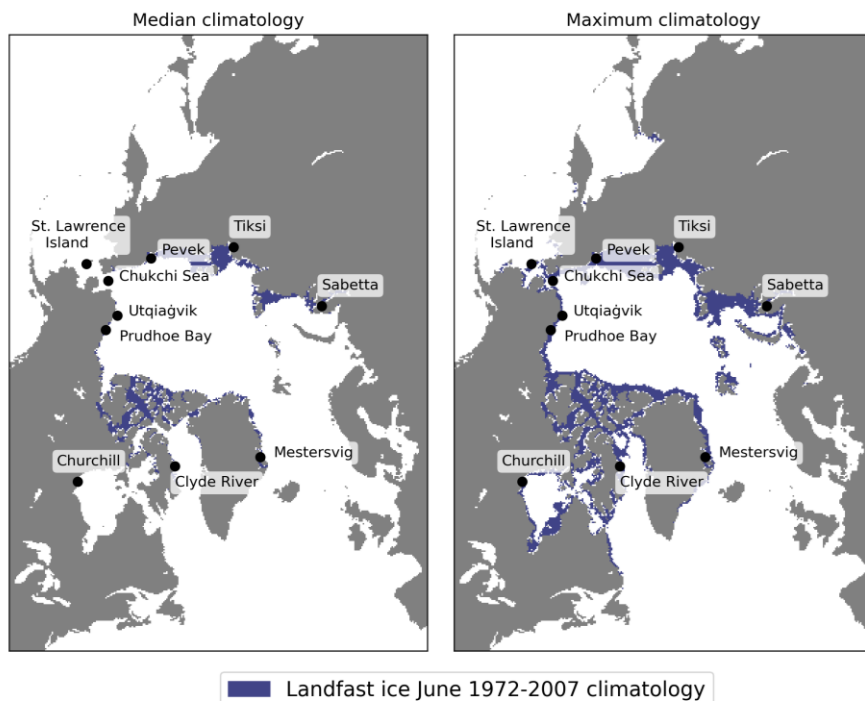 Median climatology
St. Lawrence
Island
Pevek
Tiksi
Chukchi Sea
Sabetta
Utqiaġvik
Prudhoe Bay
Churchill
Mestersvig
Clyde River
Maximum climatology
St. Lawrence
Island
Pevek
Tiksi
Chukchi Sea
Sabetta
Utqiaġvik
Prudhoe Bay
Churchill
Mestersvig
Clyde River
Landfast ice June 1972-2007 climatology